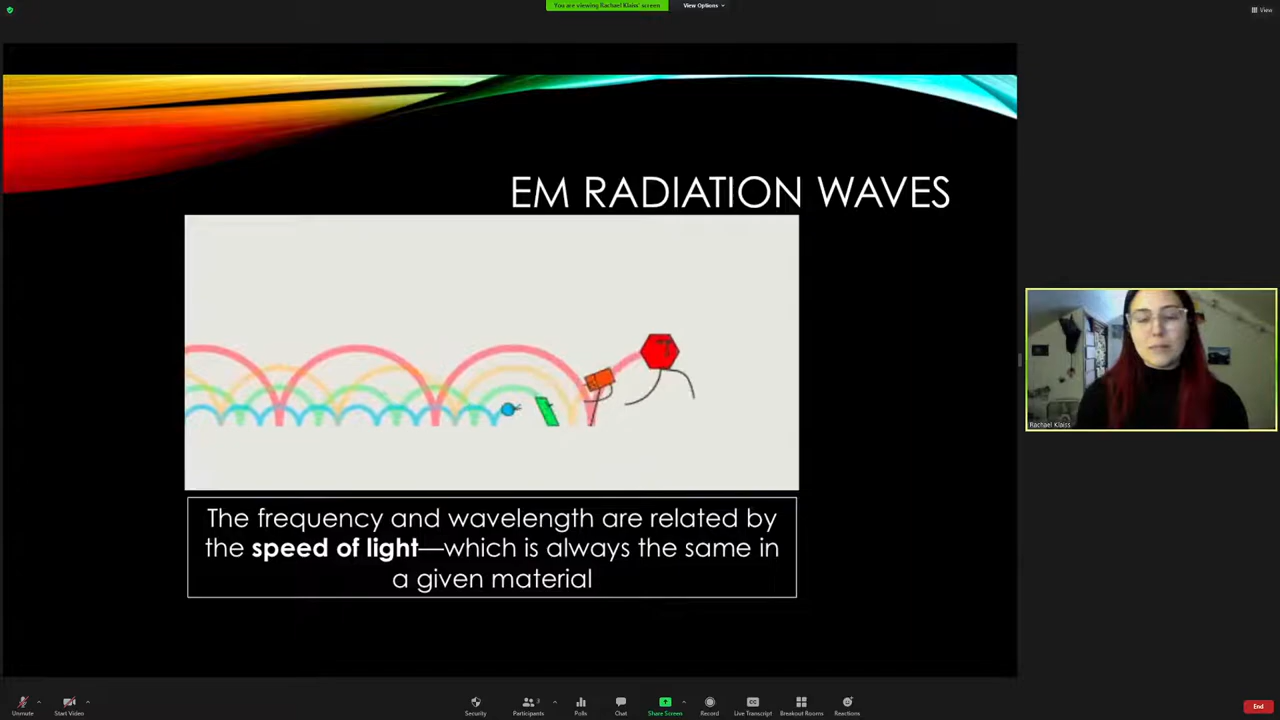 You are viewing Rachael Klaiss' screen
View Options
View
EM RADIATION WAVES
The frequency and wavelength are related by
the speed of light—which is always the same in
a given material
Rachael Klaiss
Unmute
Start Video
Security
Participants
3
Polls
Chat
Share Screen
Record
Live Transcript
Breakout Rooms
Reactions
End